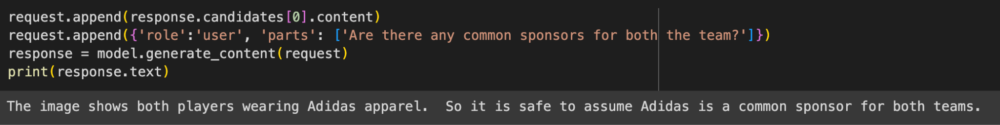 request.append(response.candidates[0].content)
request.append({'role':'user', 'parts': ['Are there any common sponsors for both the team?']})
response = model.generate_content(request)
print(response.text)
The image shows both players wearing Adidas apparel.  So it is safe to assume Adidas is a common sponsor for both teams.